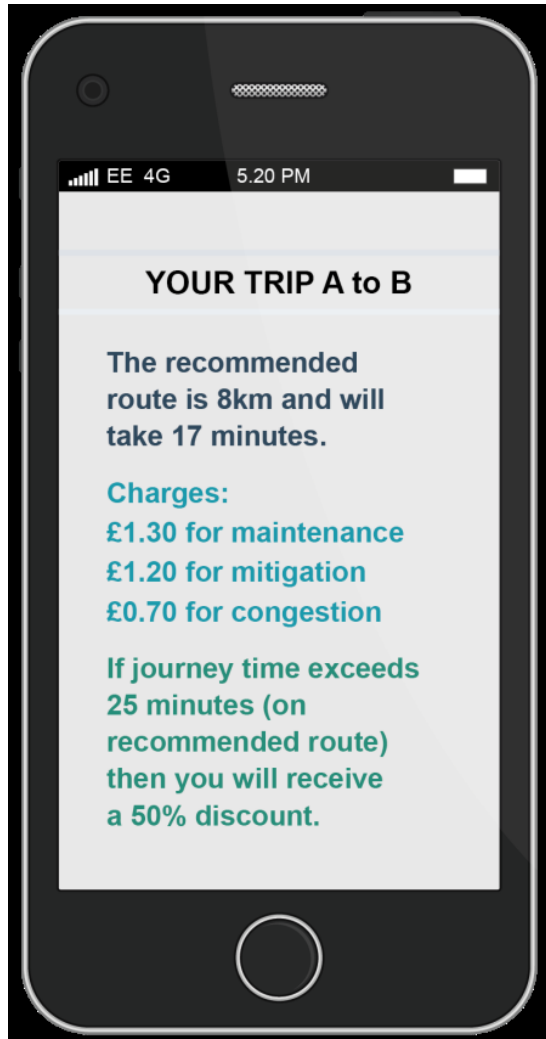 EE 4G 5.20 PM
YOUR TRIP A to B
The recommended
route is 8km and will
take 17 minutes.
Charges:
£1.30 for maintenance
£1.20 for mitigation
£0.70 for congestion
If journey time exceeds
25 minutes (on
recommended route)
then you will receive
a 50% discount.